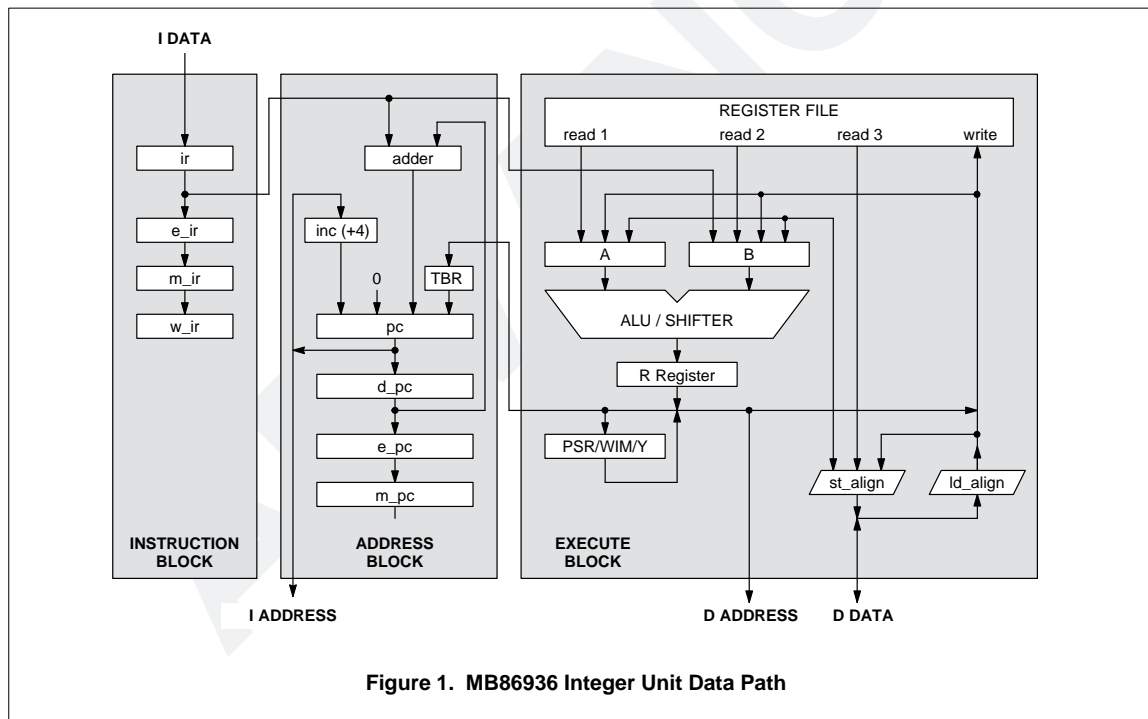 I DATA
REGISTER FILE
read 1 read 2 read 3 write
ir
adder
e_ir
inc (+4)
A
B
m_ir
0
TBR
w_ir
pc
ALU / SHIFTER
R Register
d_pc
e_pc
PSR/WIM/Y
m_pc
st_align
ld_align
INSTRUCTION
BLOCK
ADDRESS
BLOCK
EXECUTE
BLOCK
I ADDRESS
D ADDRESS
D DATA
Figure 1. MB86936 Integer Unit Data Path